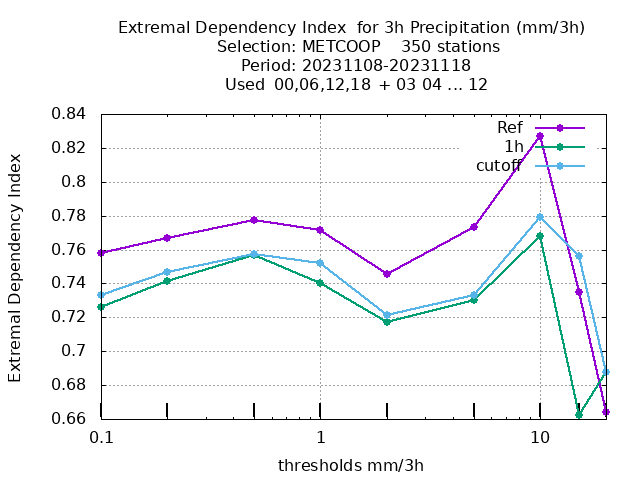 Extremal Dependency Index  for 3h Precipitation (mm/3h)
Selection: METCOOP    350 stations
Period: 20231108-20231118
Used  00,06,12,18  + 03 04 ... 12
Extremal Dependency Index
0.84
0.82
0.8
0.78
0.76
0.74
0.72
0.7
0.68
0.66
Ref
1h
cutoff
0.1
1
10
thresholds mm/3h